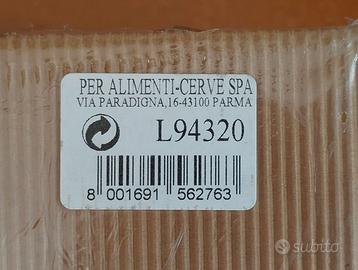 PER ALIMENTI-CERVE SPA
VIA PARADIGNA,16-43100 PARMA
L94320
8 001691 562763
subito